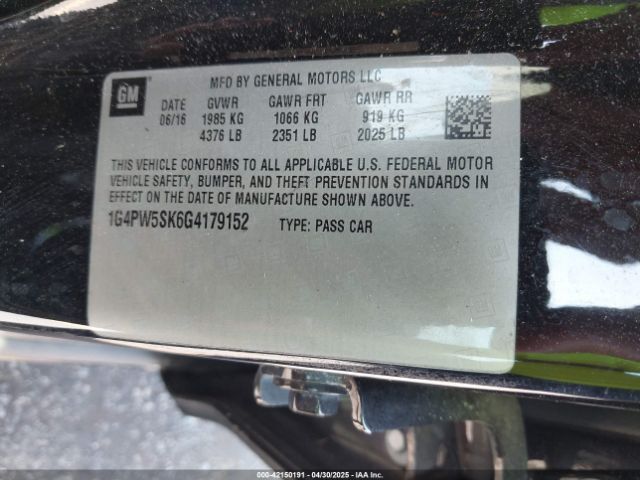 MFD BY GENERAL MOTORS LLC
GM
DATE GVWR GAWR FRT GAWR RR
06/16 1985 KG 1066 KG 919 KG
4376 LB 2351 LB 2025 LB
THIS VEHICLE CONFORMS TO ALL APPLICABLE U.S. FEDERAL MOTOR
VEHICLE SAFETY, BUMPER, AND THEFT PREVENTION STANDARDS IN
EFFECT ON THE DATE OF MANUFACTURE SHOWN ABOVE.
1G4PW5SK6G4179152 TYPE: PASS CAR
000-42150191 - 04/30/2025 - IAA Inc.